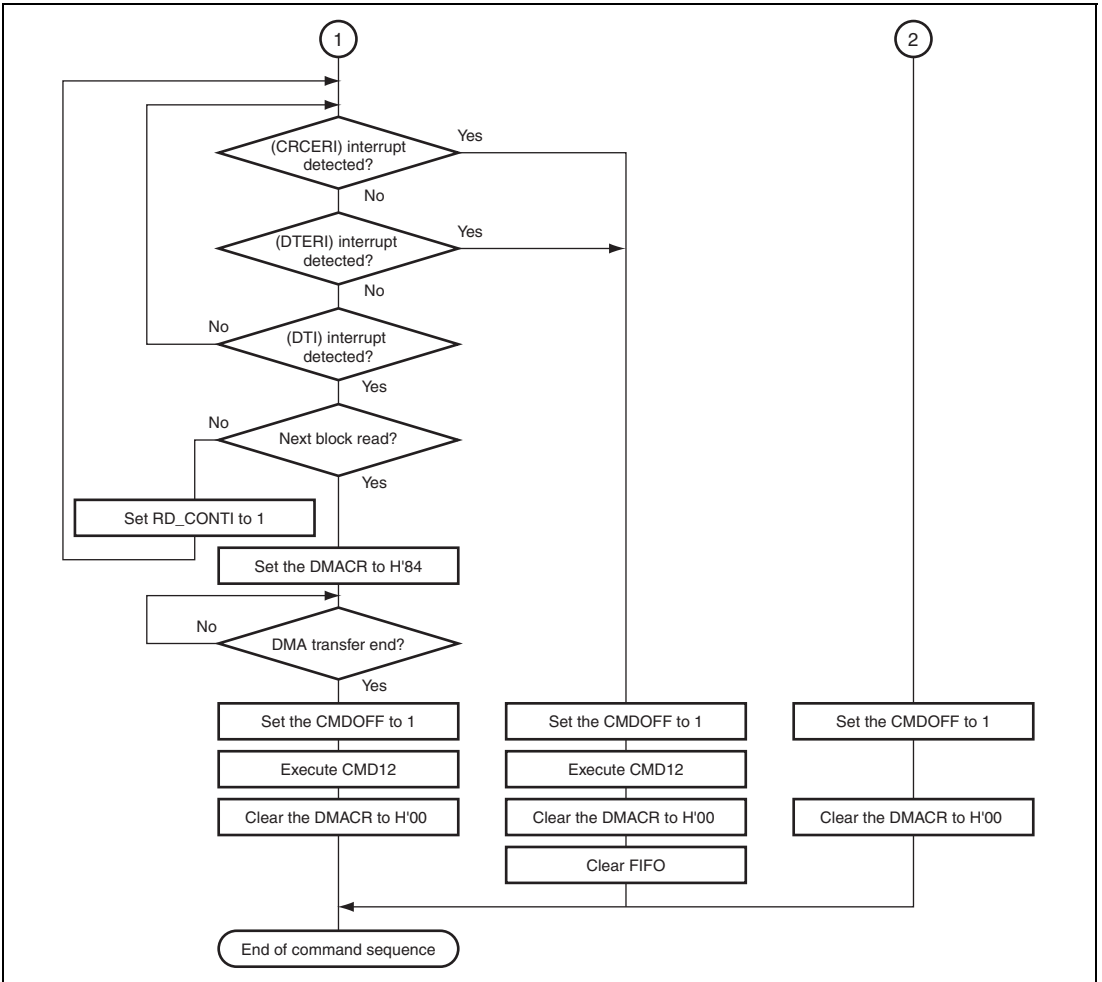 1
2
(CRCERI) interrupt
detected?
Yes
No
(DTERI) interrupt
detected?
Yes
No
(DTI) interrupt
detected?
No
Yes
Next block read?
No
Yes
Set RD_CONTI to 1
Set the DMACR to H'84
DMA transfer end?
No
Yes
Set the CMDOFF to 1
Set the CMDOFF to 1
Set the CMDOFF to 1
Execute CMD12
Execute CMD12
Clear the DMACR to H'00
Clear the DMACR to H'00
Clear the DMACR to H'00
Clear FIFO
End of command sequence